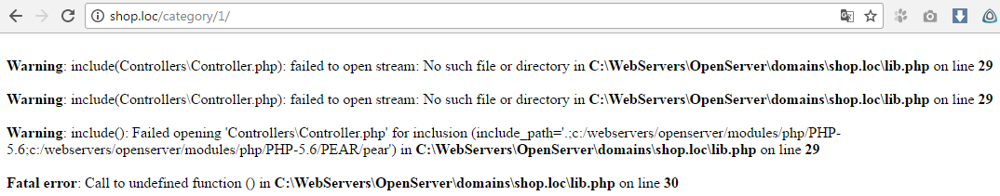 shop.loc/category/1/
Warning: include(Controllers\Controller.php): failed to open stream: No such file or directory in C:\WebServers\OpenServer\domains\shop.loc\lib.php on line 29
Warning: include(Controllers\Controller.php): failed to open stream: No such file or directory in C:\WebServers\OpenServer\domains\shop.loc\lib.php on line 29
Warning: include(): Failed opening 'Controllers\Controller.php' for inclusion (include_path='.;c:/webservers/openserver/modules/php/PHP-
5.6;c:/webservers/openserver/modules/php/PHP-5.6/PEAR/pear') in C:\WebServers\OpenServer\domains\shop.loc\lib.php on line 29
Fatal error: Call to undefined function () in C:\WebServers\OpenServer\domains\shop.loc\lib.php on line 30